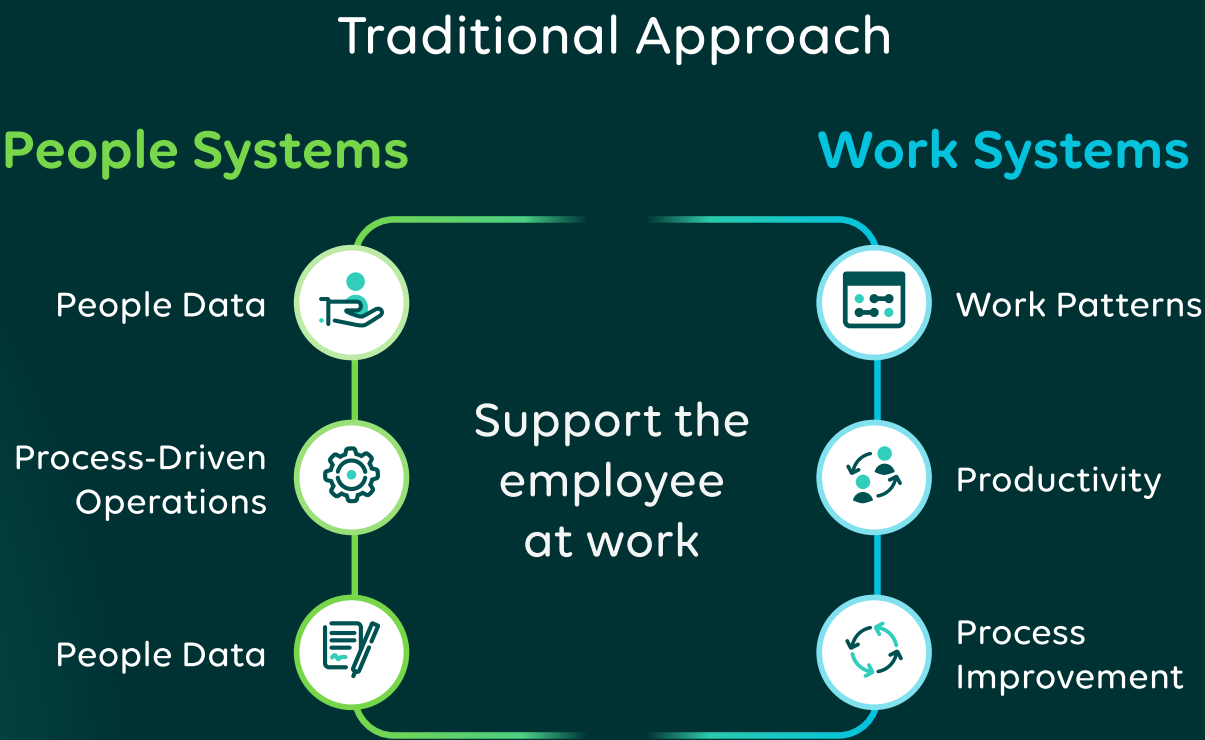 Traditional Approach
People Systems
People Data
Process-Driven
Operations
People Data
Support the
employee
at work
Work Systems
Work Patterns
Productivity
Process
Improvement